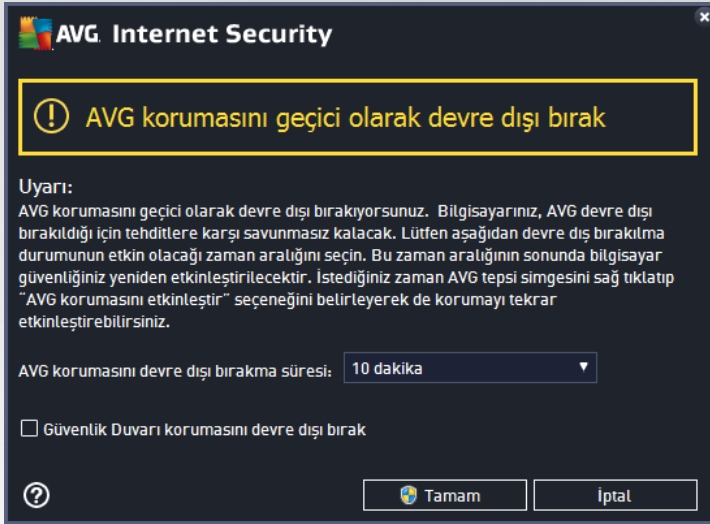 AVG. Internet Security
AVG korumasını geçici olarak devre dışı bırak
Uyarı:
AVG korumasını geçici olarak devre dışı bırakıyorsunuz. Bilgisayarınız, AVG devre dışı
bırakıldığı için tehditlere karşı savunmasız kalacak. Lütfen aşağıdan devre dış bırakılma
durumunun etkin olacağı zaman aralığını seçin. Bu zaman aralığının sonunda bilgisayar
güvenliğiniz yeniden etkinleştirilecektir. İstediğiniz zaman AVG tepsi simgesini sağ tıklatıp
"AVG korumasını etkinleştir" seçeneğini belirleyerek de korumayı tekrar
etkinleştirebilirsiniz.
AVG korumasını devre dışı bırakma süresi: 10 dakika
Güvenlik Duvarı korumasını devre dışı bırak
Tamam İptal